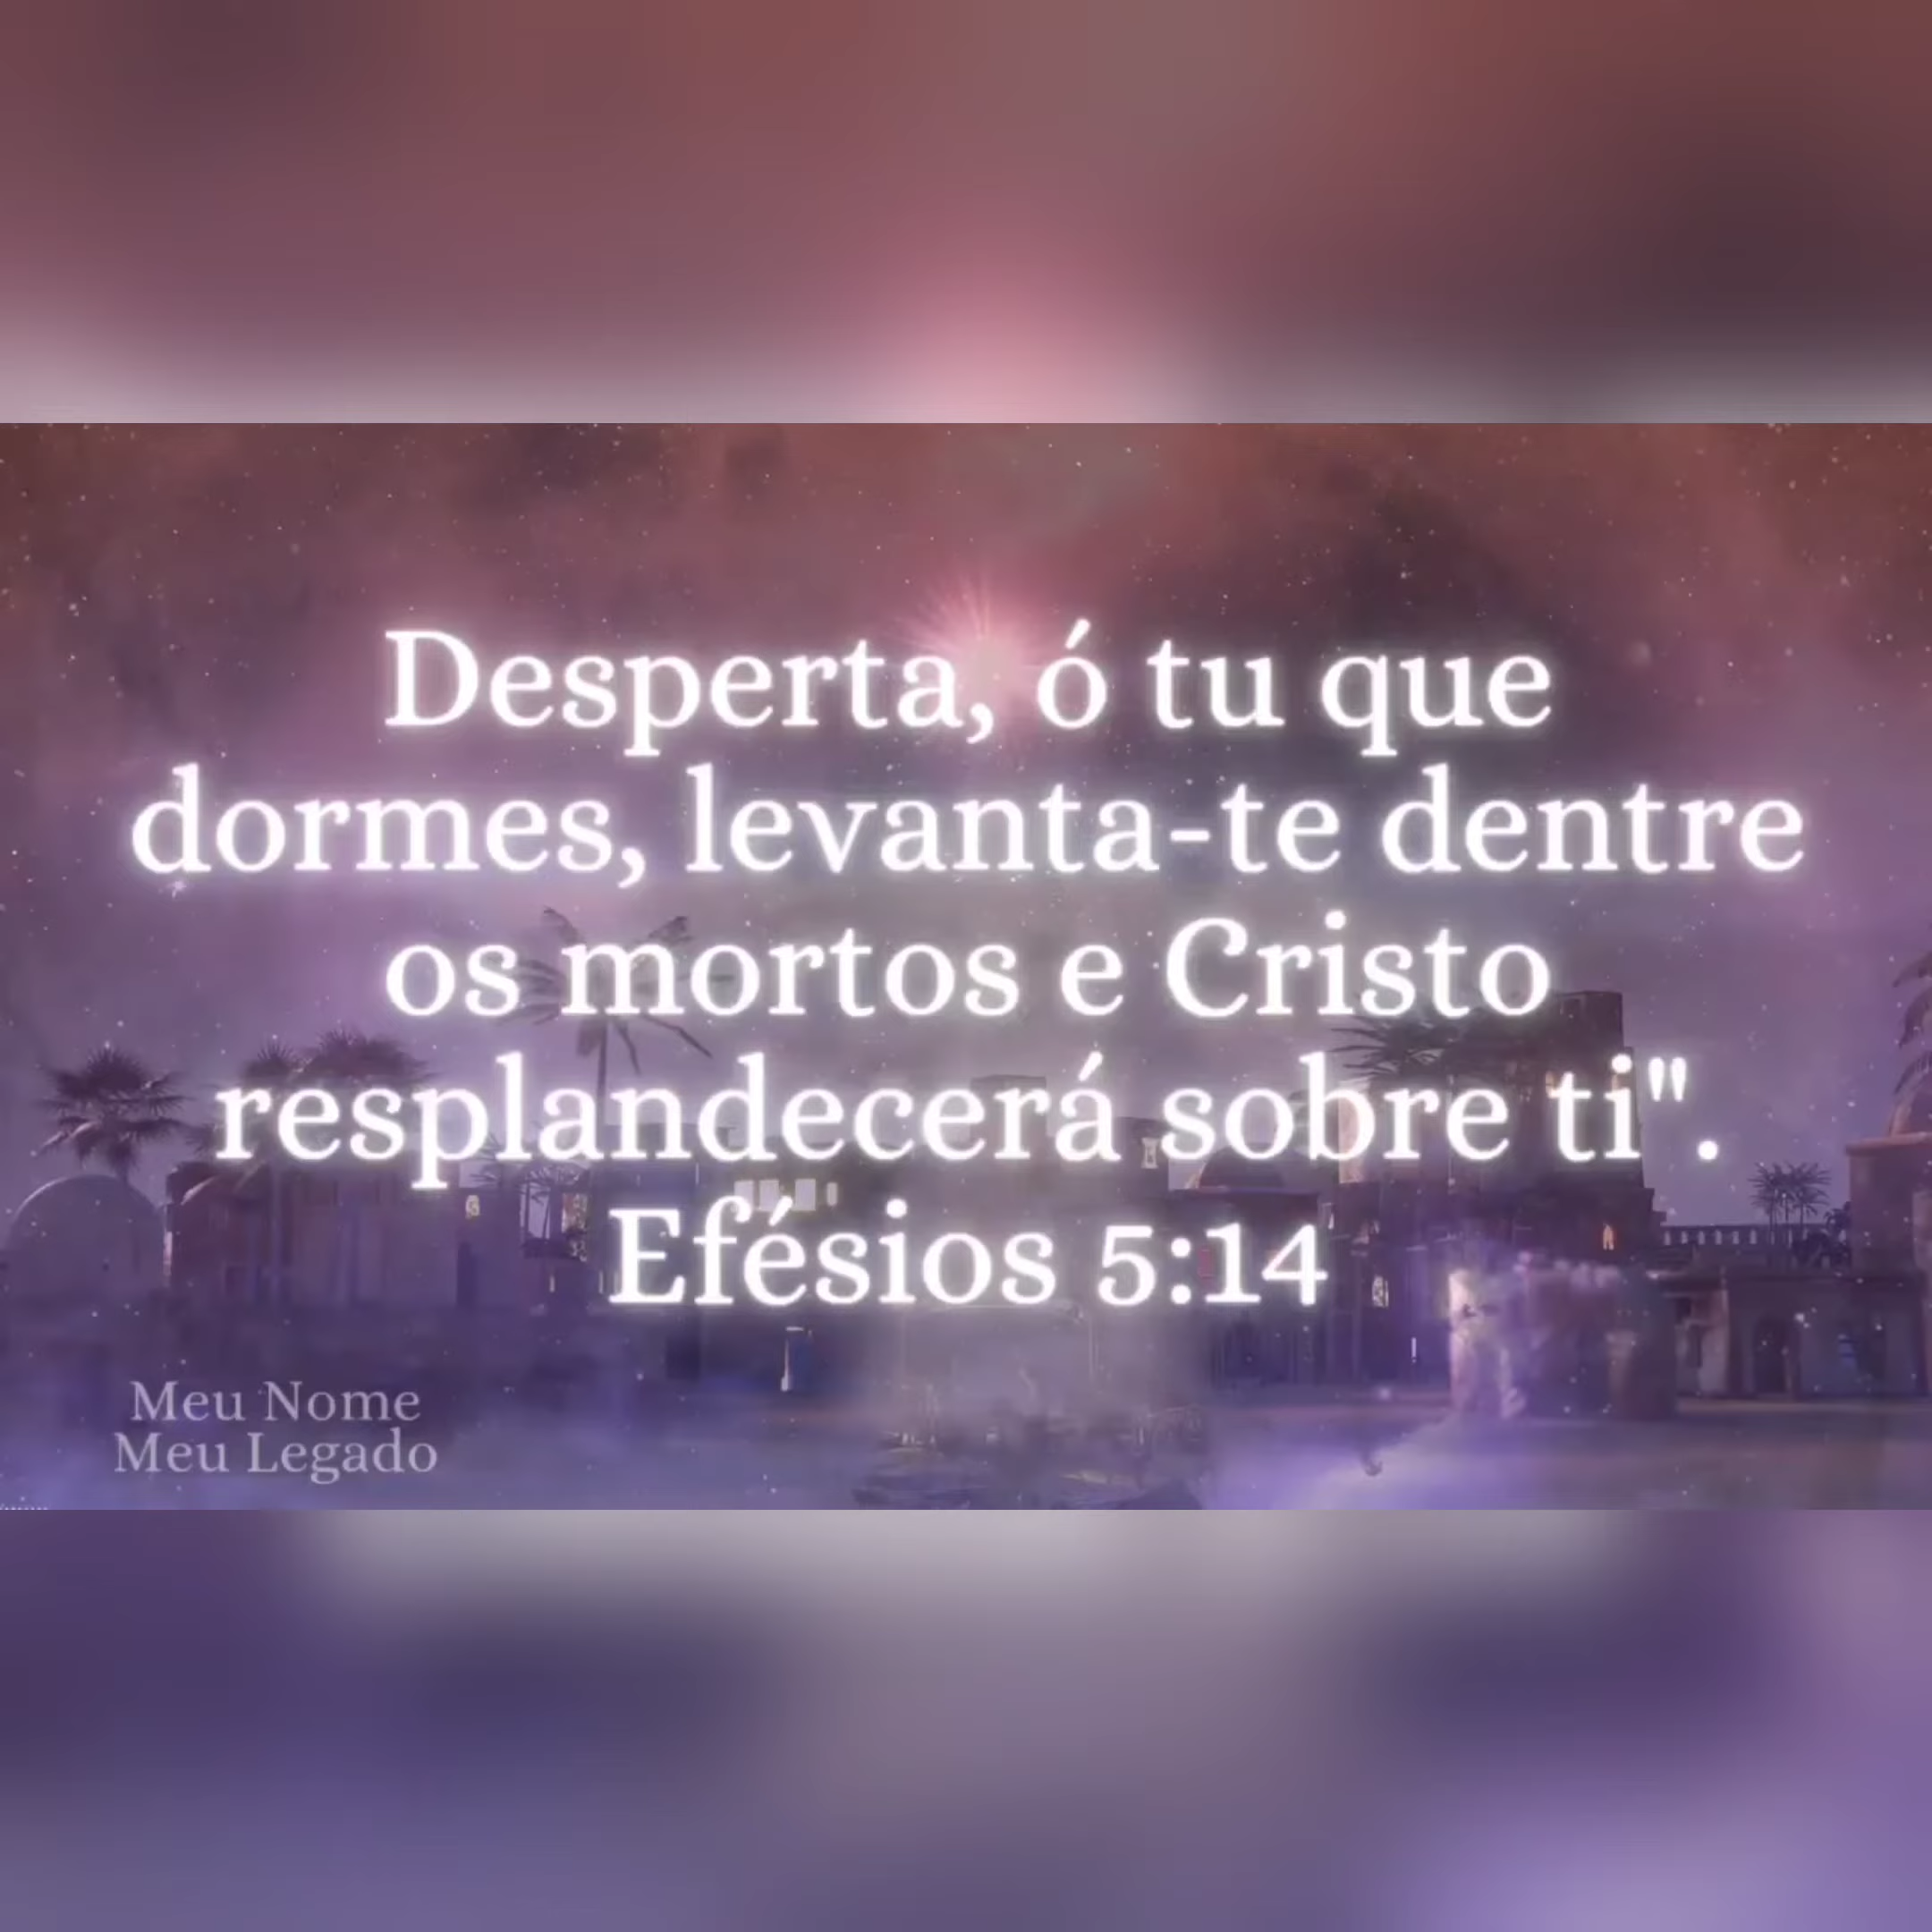 Desperta, ó tu que
dormes, levanta-te dentre
os mortos e Cristo
resplandecerá sobre ti".
Efésios 5:14
Meu Nome
Meu Legado